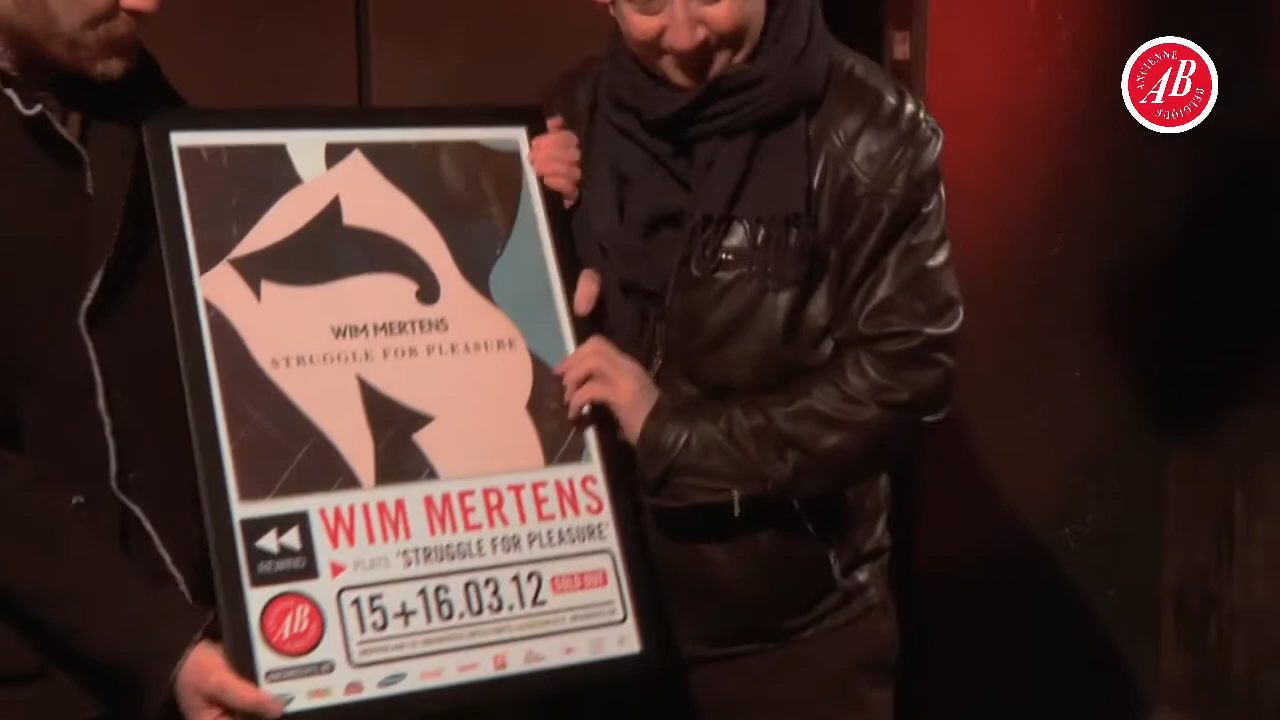 ANCIENNE
AB
BELGIQUE
WIM MERTENS
STRUGGLE FOR PLEASURE
WIM MERTENS
REWIND
PLAYS 'STRUGGLE FOR PLEASURE'
15+16.03.12 SOLD OUT
AB